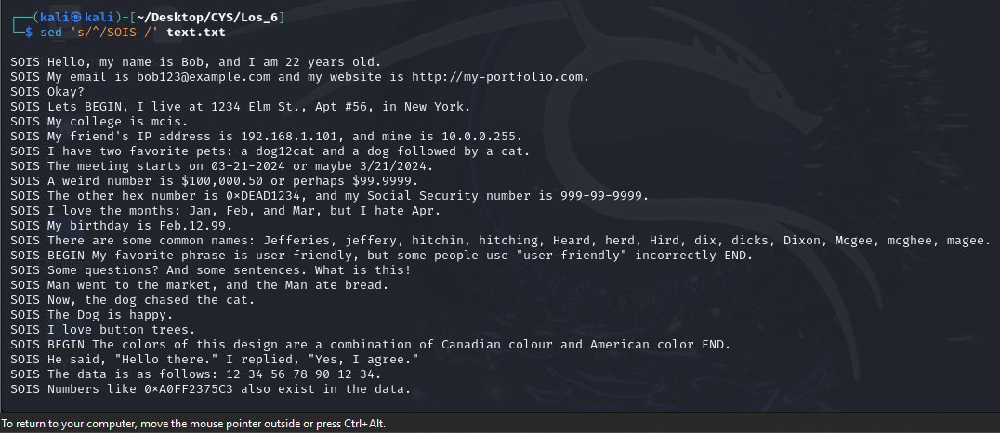 ┌──(kali㉿kali)-[~/Desktop/CYS/Los_6]
└─$ sed 's/^/SOIS /' text.txt
SOIS Hello, my name is Bob, and I am 22 years old.
SOIS My email is bob123@example.com and my website is http://my-portfolio.com.
SOIS Okay?
SOIS Lets BEGIN, I live at 1234 Elm St., Apt #56, in New York.
SOIS My college is mcis.
SOIS My friend's IP address is 192.168.1.101, and mine is 10.0.0.255.
SOIS I have two favorite pets: a dog12cat and a dog followed by a cat.
SOIS The meeting starts on 03-21-2024 or maybe 3/21/2024.
SOIS A weird number is $100,000.50 or perhaps $99.9999.
SOIS The other hex number is 0×DEAD1234, and my Social Security number is 999-99-9999.
SOIS I love the months: Jan, Feb, and Mar, but I hate Apr.
SOIS My birthday is Feb.12.99.
SOIS There are some common names: Jefferies, jeffery, hitchin, hitching, Heard, herd, Hird, dix, dicks, Dixon, Mcgee, mcghee, magee.
SOIS BEGIN My favorite phrase is user-friendly, but some people use "user-friendly" incorrectly END.
SOIS Some questions? And some sentences. What is this!
SOIS Man went to the market, and the Man ate bread.
SOIS Now, the dog chased the cat.
SOIS The Dog is happy.
SOIS I love button trees.
SOIS BEGIN The colors of this design are a combination of Canadian colour and American color END.
SOIS He said, "Hello there." I replied, "Yes, I agree."
SOIS The data is as follows: 12 34 56 78 90 12 34.
SOIS Numbers like 0×A0FF2375C3 also exist in the data.
To return to your computer, move the mouse pointer outside or press Ctrl+Alt.